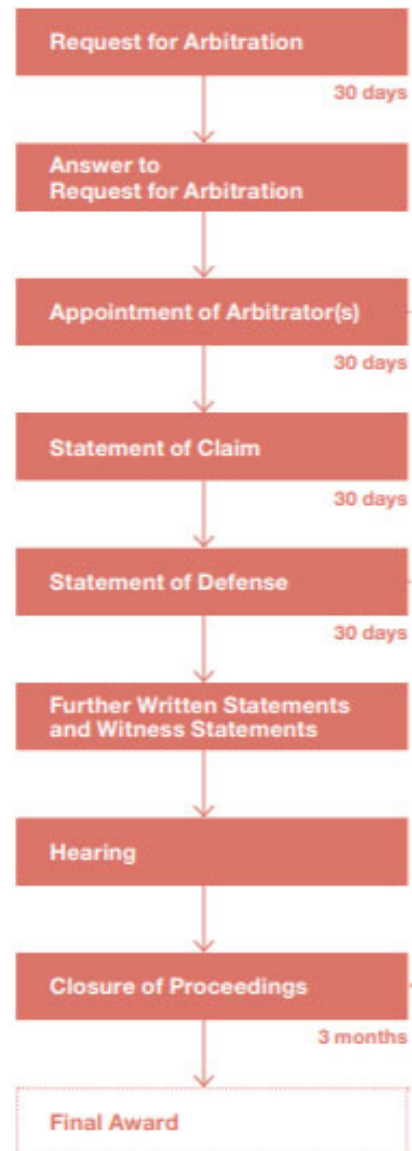 Request for Arbitration
30 days
Answer to
Request for Arbitration
Appointment of Arbitrator(s)
30 days
Statement of Claim
30 days
Statement of Defense
30 days
Further Written Statements
and Witness Statements
Hearing
Closure of Proceedings
3 months
Final Award